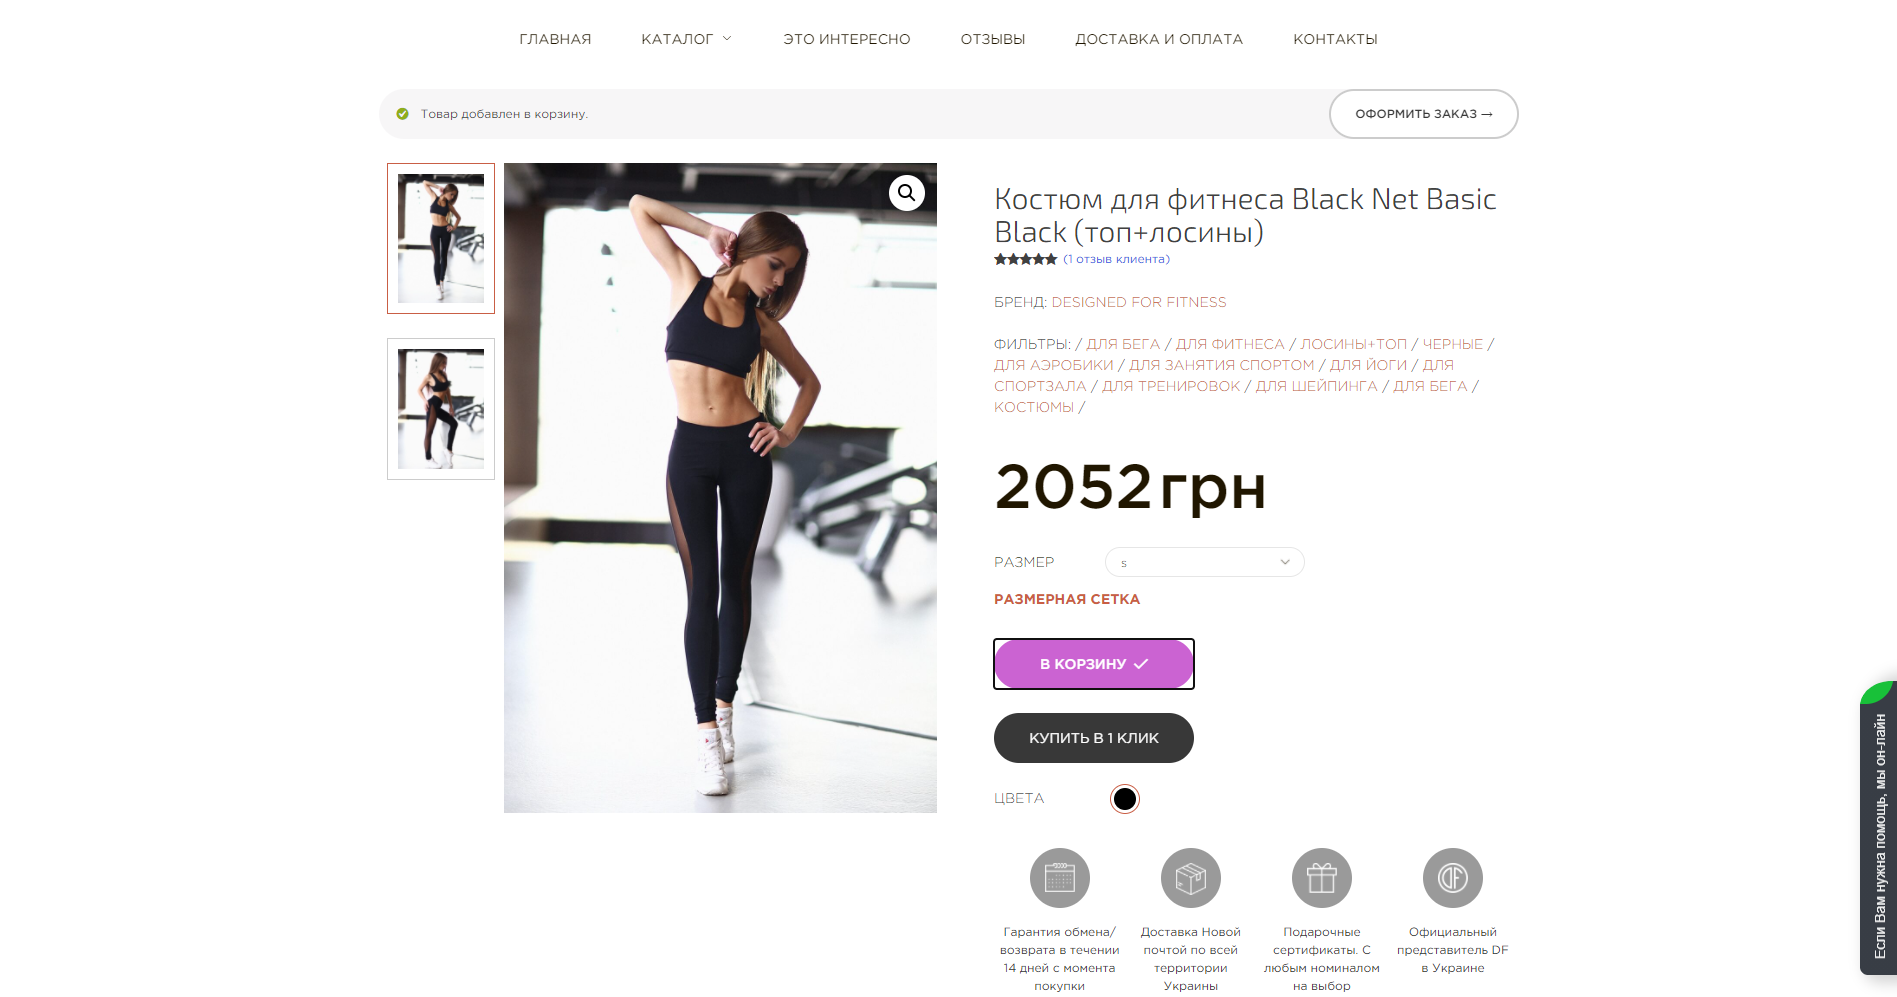 ГЛАВНАЯ КАТАЛОГ ЭТО ИНТЕРЕСНО ОТЗЫВЫ ДОСТАВКА И ОПЛАТА КОНТАКТЫ
Товар добавлен в корзину.
ОФОРМИТЬ ЗАКАЗ →
Костюм для фитнеса Black Net Basic
Black (топ+лосины)
(1 отзыв клиента)
БРЕНД: DESIGNED FOR FITNESS
ФИЛЬТРЫ: / ДЛЯ БЕГА / ДЛЯ ФИТНЕСА / ЛОСИНЫ+ТОП / ЧЕРНЫЕ /
ДЛЯ АЭРОБИКИ / ДЛЯ ЗАНЯТИЯ СПОРТОМ / ДЛЯ ЙОГИ / ДЛЯ
СПОРТЗАЛА / ДЛЯ ТРЕНИРОВОК / ДЛЯ ШЕЙПИНГА / ДЛЯ БЕГА /
КОСТЮМЫ /
2052 грн
РАЗМЕР s
РАЗМЕРНАЯ СЕТКА
В КОРЗИНУ ✓
КУПИТЬ В 1 КЛИК
ЦВЕТА
DF
Гарантия обмена/
возврата в течении
14 дней с момента
покупки
Доставка Новой
почтой по всей
территории
Украины
Подарочные
сертификаты. С
любым номиналом
на выбор
Официальный
представитель DF
в Украине
Если Вам нужна помощь, мы он-лайн